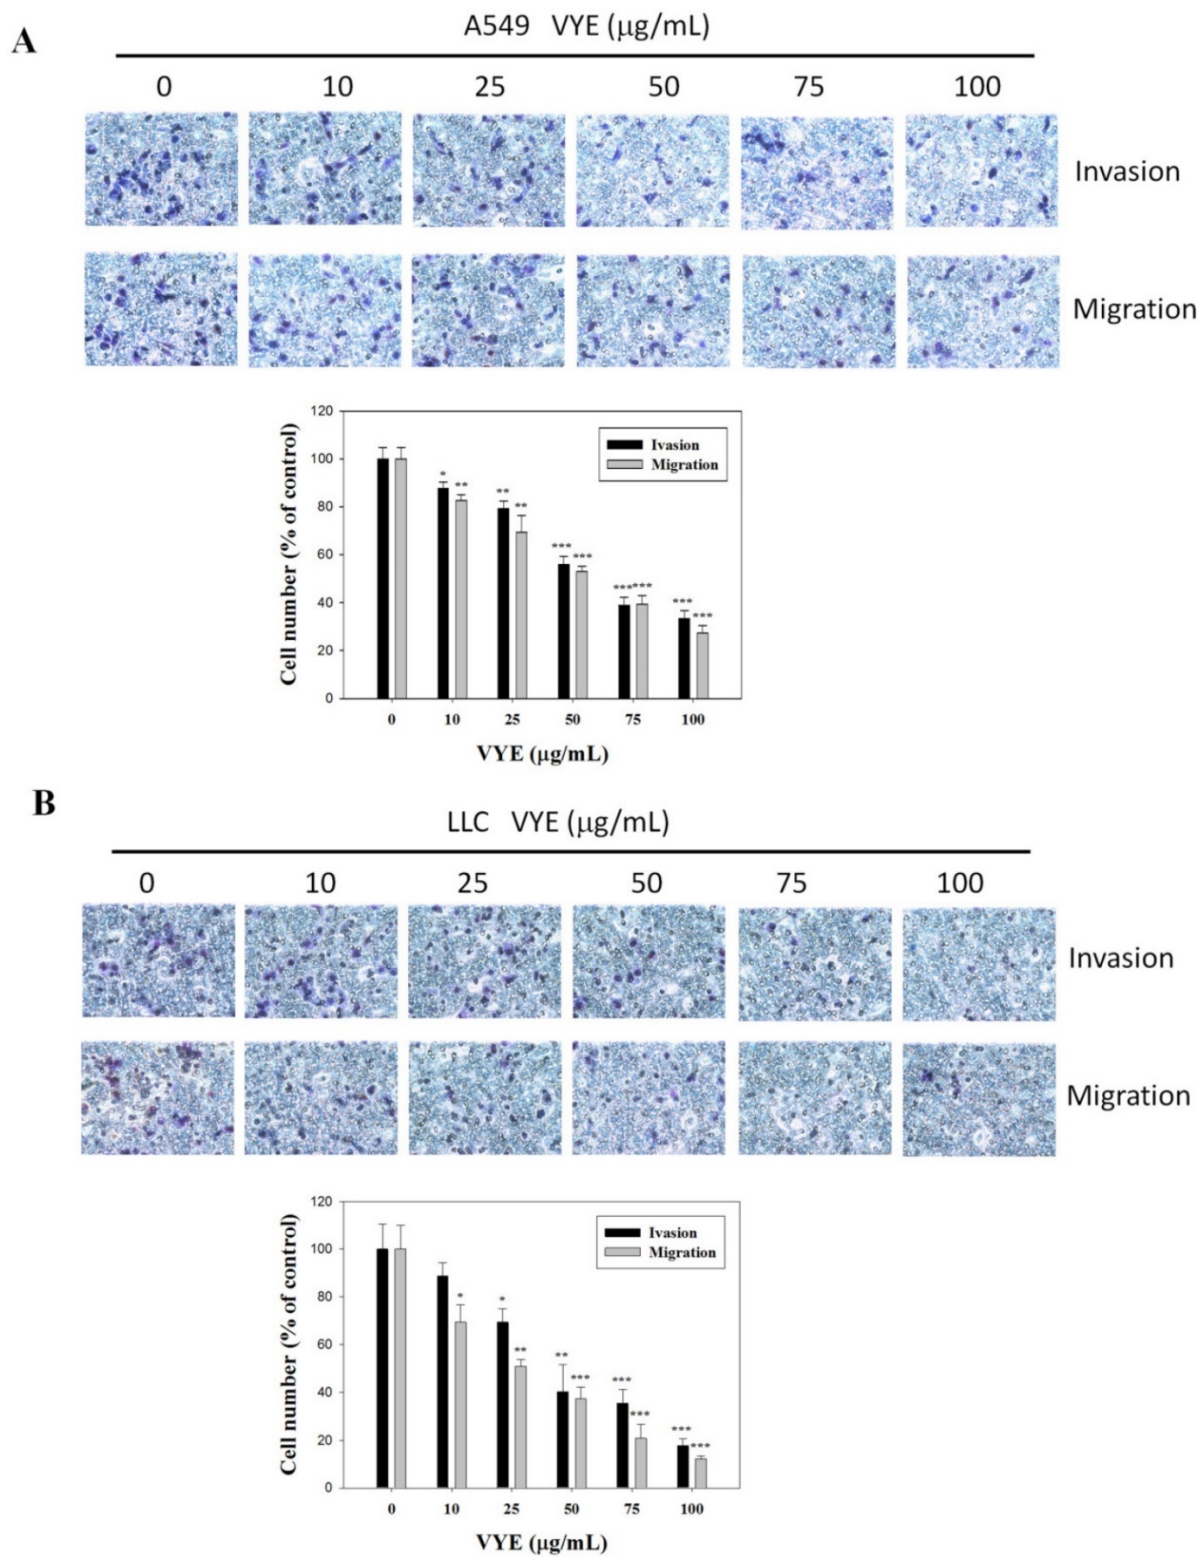 A
A549 VYE (μg/mL)
0 10 25 50 75 100
Invasion
Migration
120
100
80
60
40
20
0
Cell number (% of control)
Ivasion
Migration
* **
** **
*** ***
*** ***
*** ***
0 10 25 50 75 100
VYE (μg/mL)
B
LLC VYE (μg/mL)
0 10 25 50 75 100
Invasion
Migration
120
100
80
60
40
20
0
Cell number (% of control)
Ivasion
Migration
*
* **
** ***
*** ***
*** ***
0 10 25 50 75 100
VYE (μg/mL)